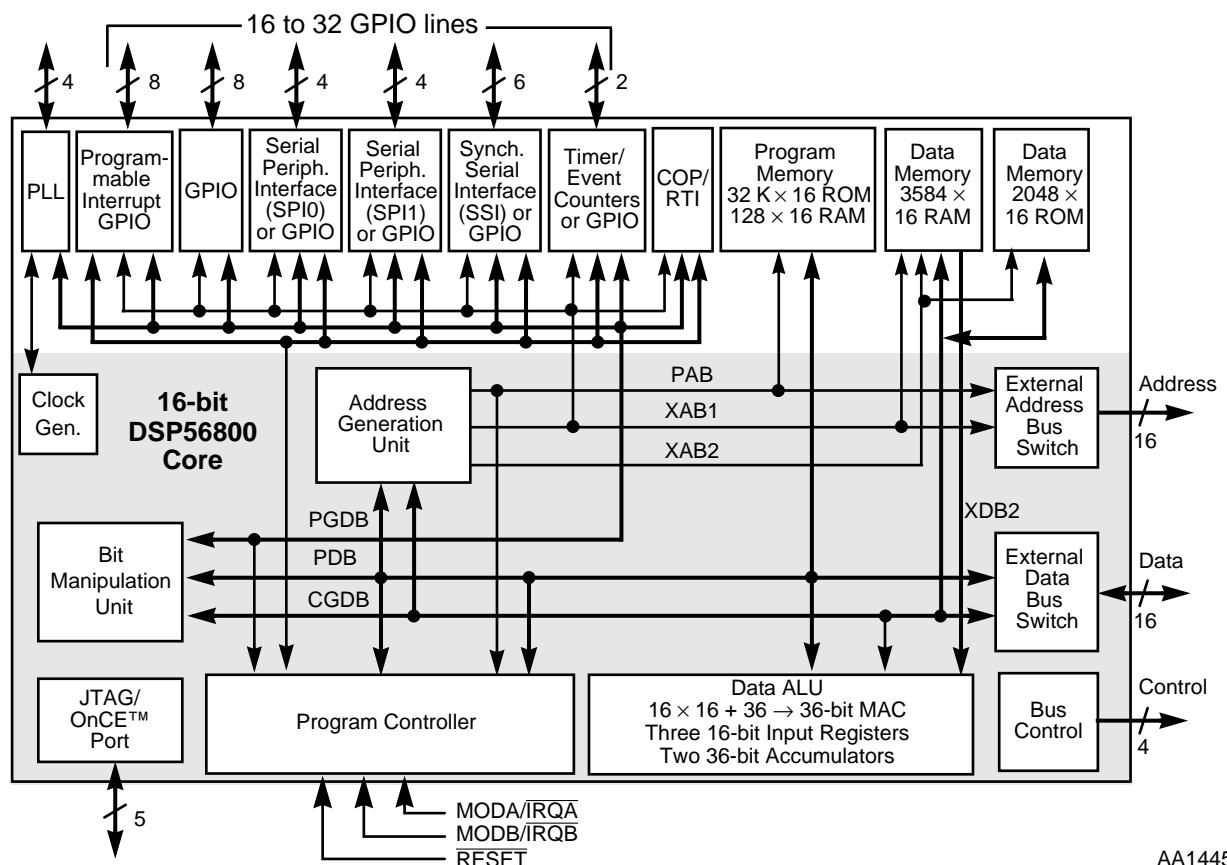 16 to 32 GPIO lines
4
8
8
4
4
6
2
PLL
Program-
mable
Interrupt
GPIO
GPIO
Serial
Periph.
Interface
(SPI0)
or GPIO
Serial
Periph.
Interface
(SPI1)
or GPIO
Synch.
Serial
Interface
(SSI) or
GPIO
Timer/
Event
Counters
or GPIO
COP/
RTI
Program
Memory
32 K × 16 ROM
128 × 16 RAM
Data
Memory
3584 ×
16 RAM
Data
Memory
2048 ×
16 ROM
Clock
Gen.
16-bit
DSP56800
Core
Address
Generation
Unit
PAB
XAB1
XAB2
External
Address
Bus
Switch
Address
16
PGDB
PDB
CGDB
XDB2
Bit
Manipulation
Unit
External
Data
Bus
Switch
Data
16
JTAG/
OnCE™
Port
Program Controller
Data ALU
16 × 16 + 36 → 36-bit MAC
Three 16-bit Input Registers
Two 36-bit Accumulators
Bus
Control
Control
4
5
MODA/IRQA
MODB/IRQB
RESET
AA1445